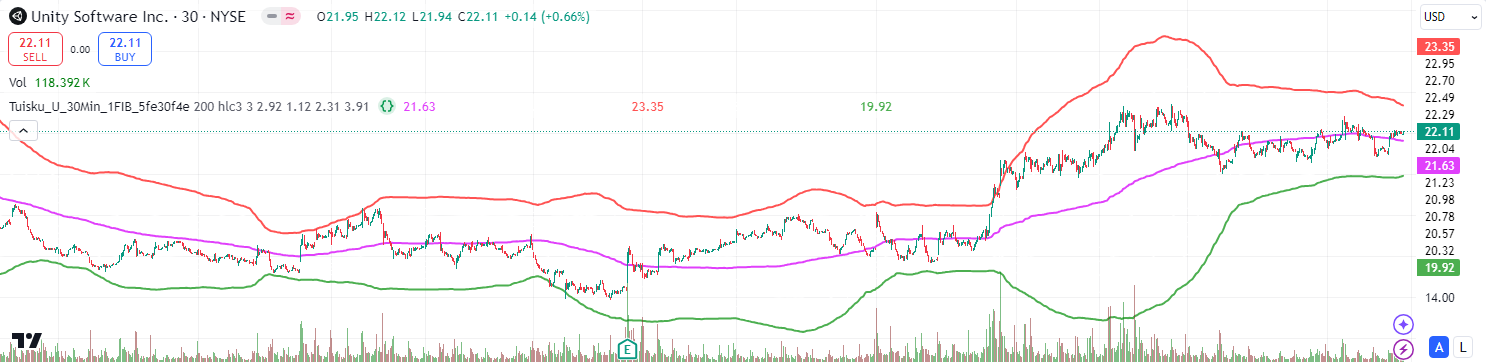 Unity Software Inc. · 30 · NYSE O21.95 H22.12 L21.94 C22.11 +0.14 (+0.66%)
USD
22.11 SELL
0.00
22.11 BUY
Vol 118.392 K
Tuisku_U_30Min_1FIB_5fe30f4e 200 hlc3 3 2.92 1.12 2.31 3.91 {} 21.63 23.35 19.92
23.35
22.95
22.70
22.49
22.29
22.11
22.04
21.63
21.23
20.98
20.78
20.57
20.32
19.92
14.00
E
A L